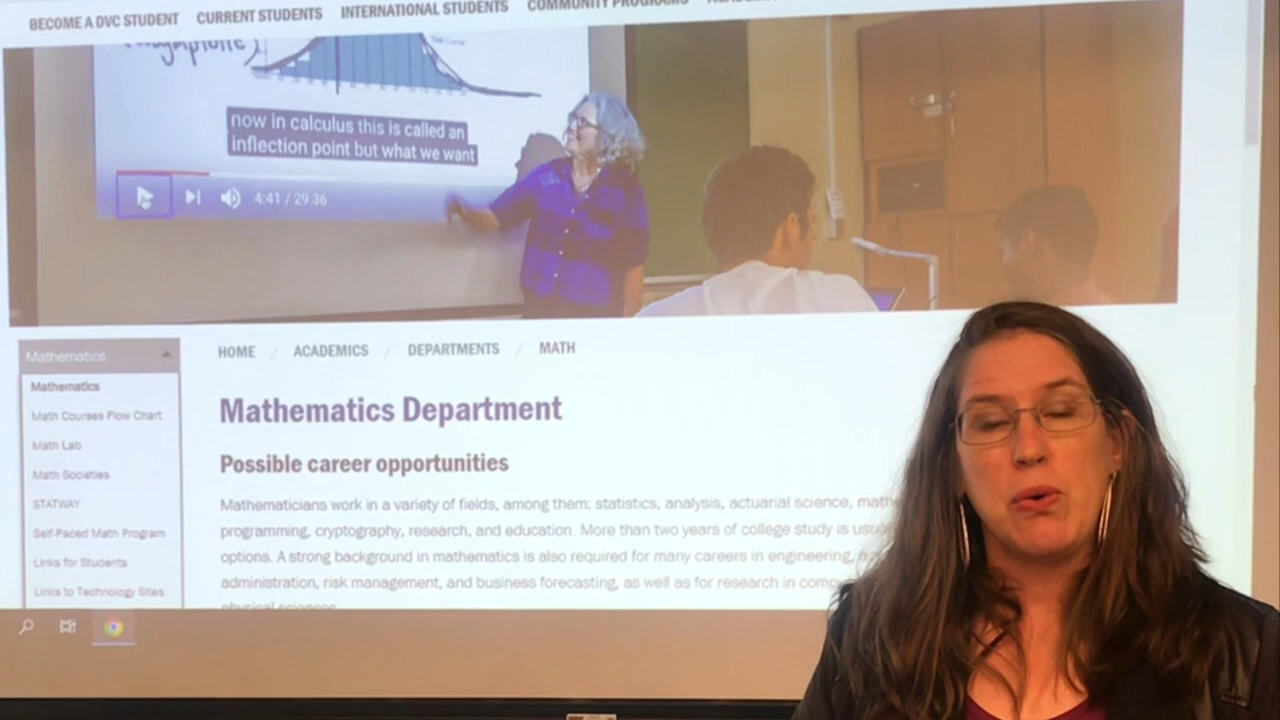 BECOME A DVC STUDENT CURRENT STUDENTS INTERNATIONAL STUDENTS COMMUNITY PROGRAMS
now in calculus this is called an
inflection point but what we want
4:41 / 29:36
Mathematics
Mathematics
Math Courses Flow Chart
Math Lab
Math Societies
STATWAY
Self-Paced Math Program
Links for Students
Links to Technology Sites
HOME / ACADEMICS / DEPARTMENTS / MATH
Mathematics Department
Possible career opportunities
Mathematicians work in a variety of fields, among them: statistics, analysis, actuarial science,
programming, cryptography, research, and education. More than two years of college study is
options. A strong background in mathematics is also required for many careers in engineering,
administration, risk management, and business forecasting, as well as for research in
physical sciences